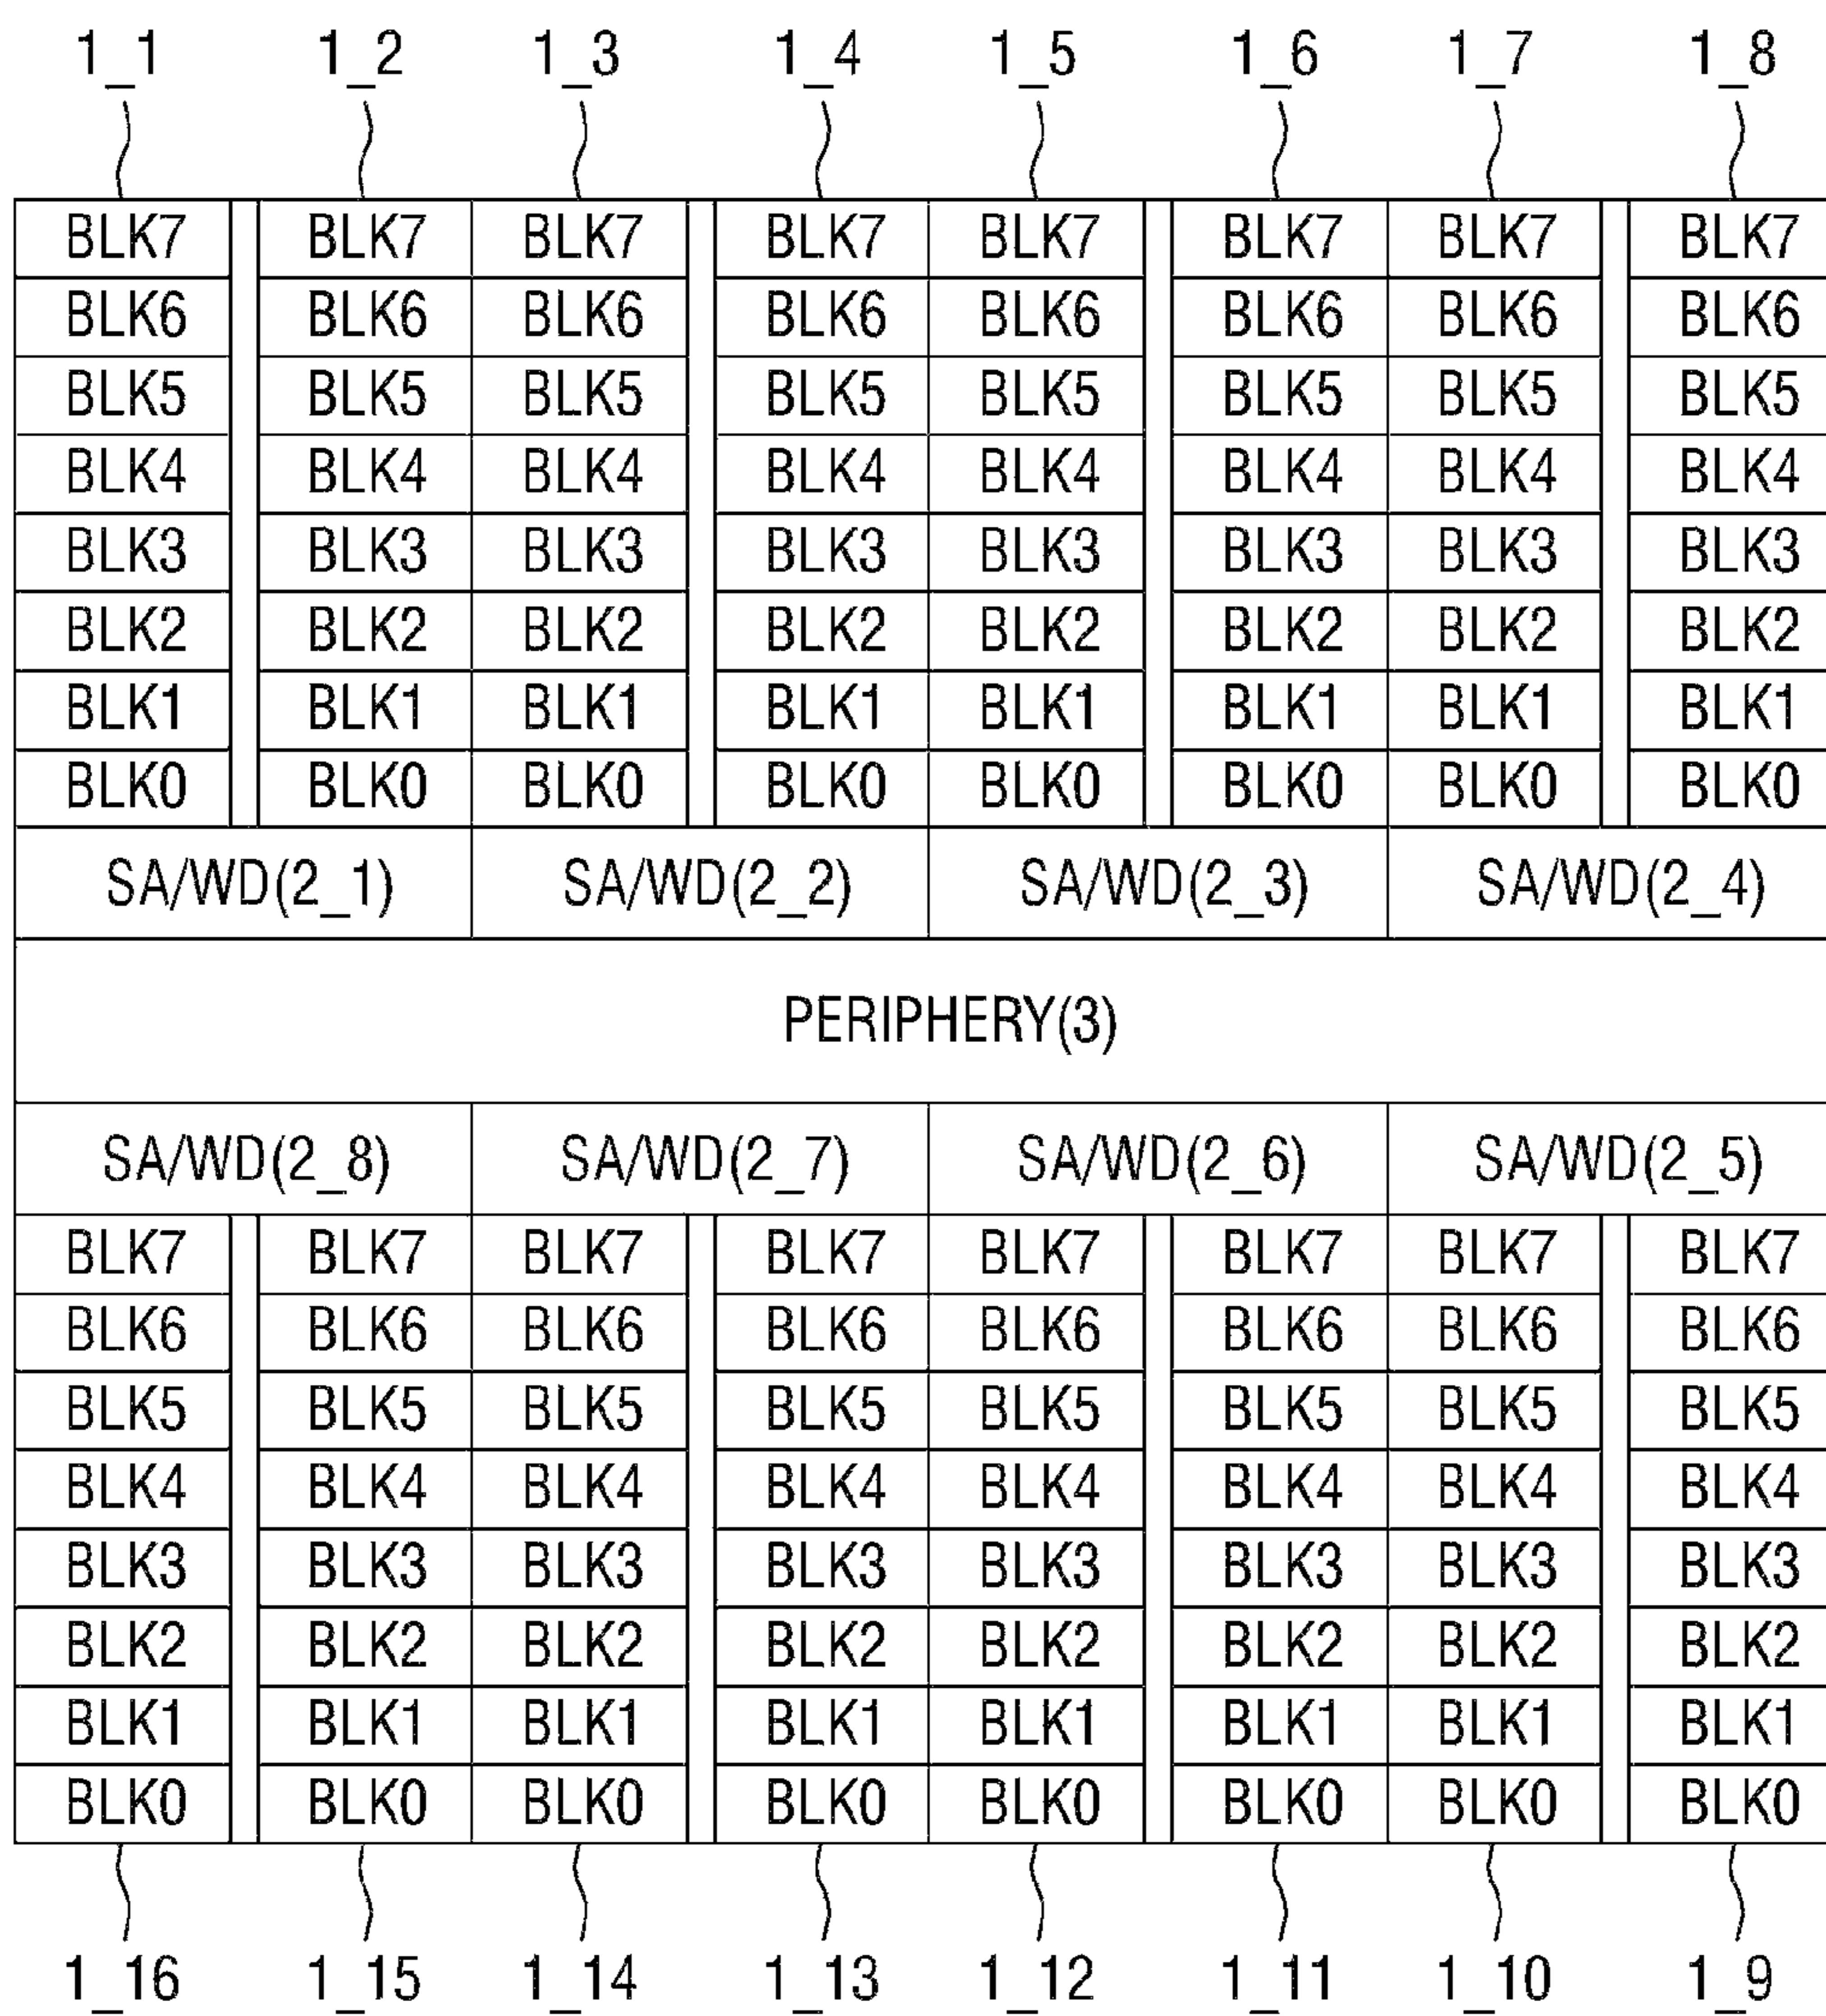 1_1 1_2 1_3 1_4 1_5 1_6 1_7 1_8
BLK7 BLK7 BLK7 BLK7 BLK7 BLK7 BLK7 BLK7
BLK6 BLK6 BLK6 BLK6 BLK6 BLK6 BLK6 BLK6
BLK5 BLK5 BLK5 BLK5 BLK5 BLK5 BLK5 BLK5
BLK4 BLK4 BLK4 BLK4 BLK4 BLK4 BLK4 BLK4
BLK3 BLK3 BLK3 BLK3 BLK3 BLK3 BLK3 BLK3
BLK2 BLK2 BLK2 BLK2 BLK2 BLK2 BLK2 BLK2
BLK1 BLK1 BLK1 BLK1 BLK1 BLK1 BLK1 BLK1
BLK0 BLK0 BLK0 BLK0 BLK0 BLK0 BLK0 BLK0
SA/WD(2_1) SA/WD(2_2) SA/WD(2_3) SA/WD(2_4)
PERIPHERY(3)
SA/WD(2_8) SA/WD(2_7) SA/WD(2_6) SA/WD(2_5)
BLK7 BLK7 BLK7 BLK7 BLK7 BLK7 BLK7 BLK7
BLK6 BLK6 BLK6 BLK6 BLK6 BLK6 BLK6 BLK6
BLK5 BLK5 BLK5 BLK5 BLK5 BLK5 BLK5 BLK5
BLK4 BLK4 BLK4 BLK4 BLK4 BLK4 BLK4 BLK4
BLK3 BLK3 BLK3 BLK3 BLK3 BLK3 BLK3 BLK3
BLK2 BLK2 BLK2 BLK2 BLK2 BLK2 BLK2 BLK2
BLK1 BLK1 BLK1 BLK1 BLK1 BLK1 BLK1 BLK1
BLK0 BLK0 BLK0 BLK0 BLK0 BLK0 BLK0 BLK0
1_16 1_15 1_14 1_13 1_12 1_11 1_10 1_9